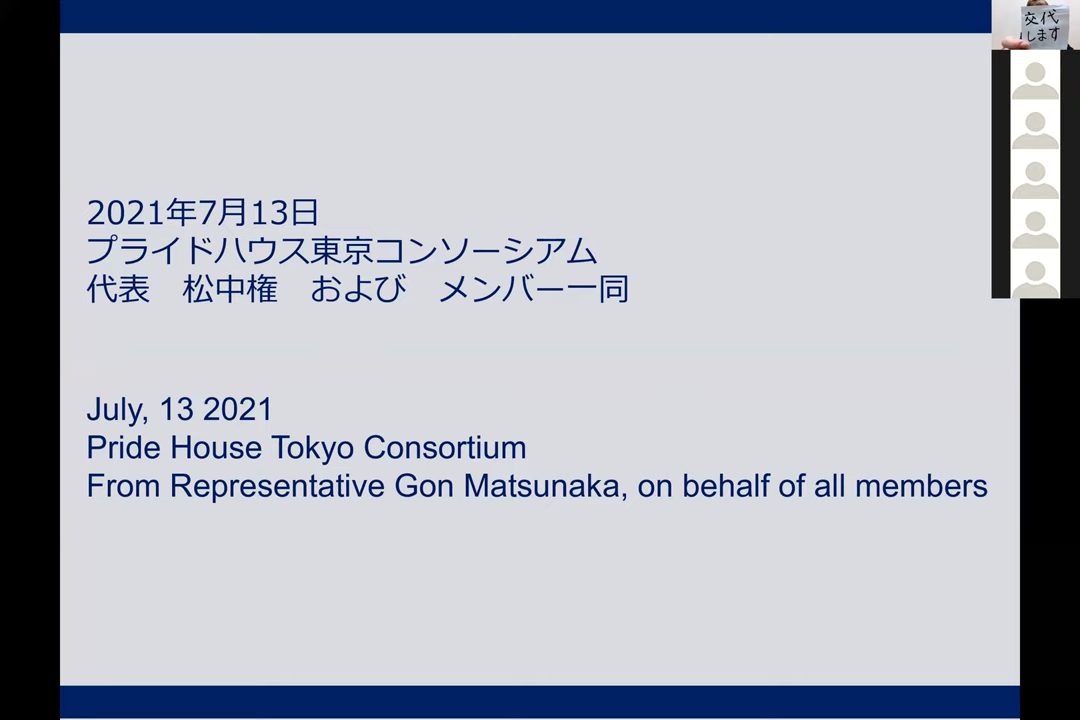 2021年7月13日
プライドハウス東京コンソーシアム
代表　松中権　および　メンバー一同
July, 13 2021
Pride House Tokyo Consortium
From Representative Gon Matsunaka, on behalf of all members
交代
します